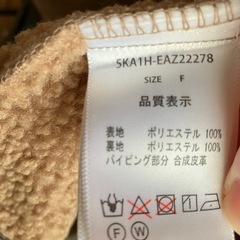 5KA1H-EAZ22278
SIZE F
品質表示
表地 ポリエステル 100%
裏地 ポリエステル 100%
パイピング部分 合成皮革
F W